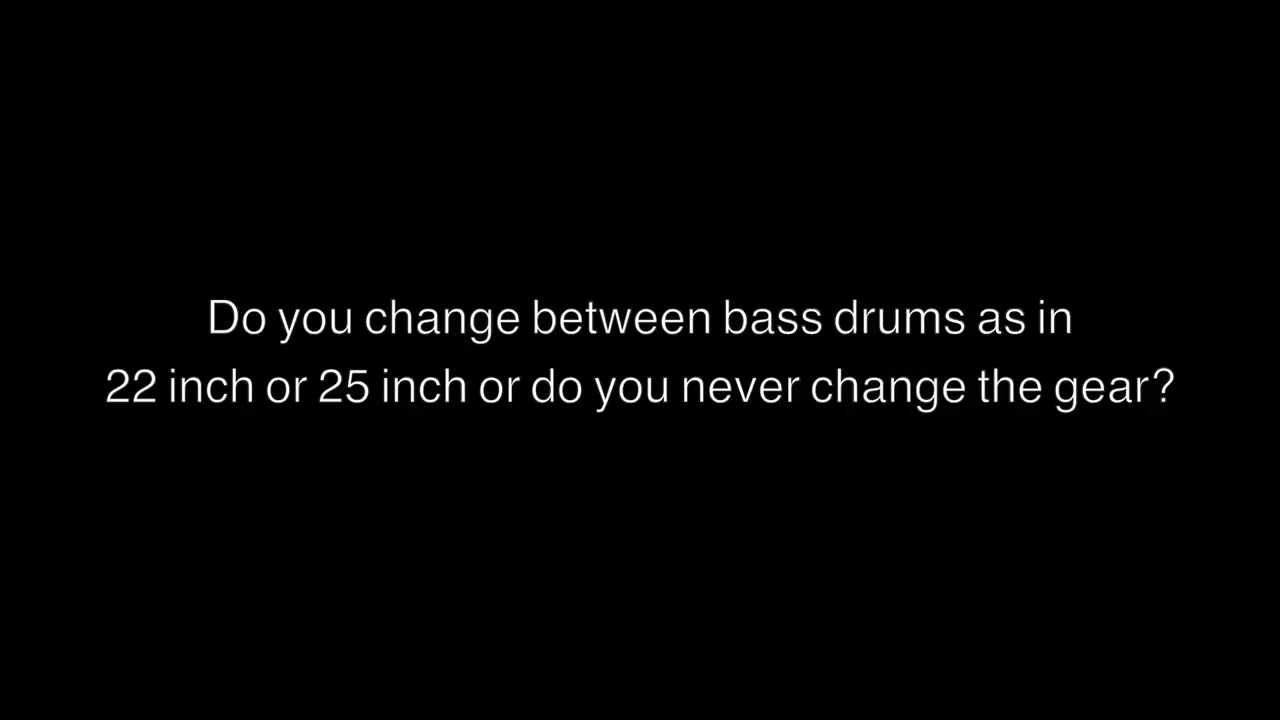 Do you change between bass drums as in
22 inch or 25 inch or do you never change the gear?